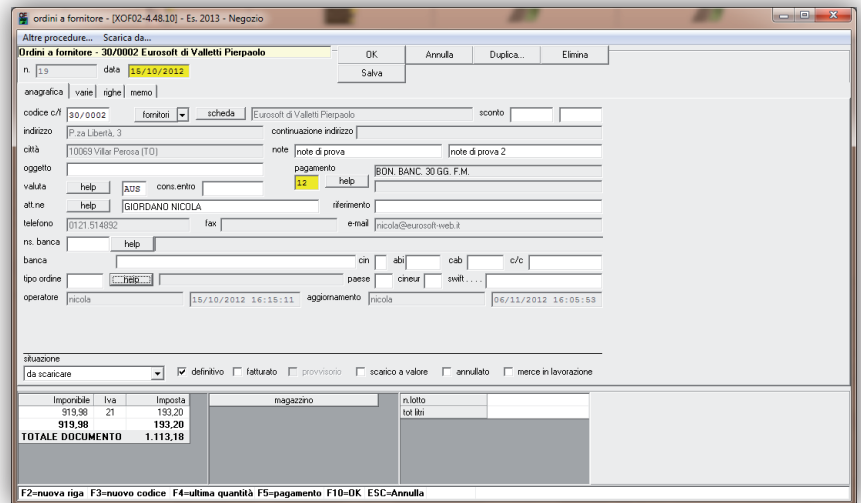 ordini a fornitore - [XOF02-4.48.10] - Es. 2013 - Negozio
Altre procedure... Scarica da...
Ordini a fornitore - 30/0002 Eurosoft di Valletti Pierpaolo
OK Annulla Duplica... Elimina
n. 19 data 15/10/2012 Salva
anagrafica varie righe memo
codice c/f 30/0002 fornitori scheda Eurosoft di Valletti Pierpaolo sconto
indirizzo P.za Libertà, 3 continuazione indirizzo
città 10069 Villar Perosa (TO) note note di prova note di prova 2
oggetto pagamento BON. BANC. 30 GG. F.M.
valuta help AUS cons.entro 12 help
att.ne help GIORDANO NICOLA riferimento
telefono 0121.514892 fax e-mail nicola@eurosoft-web.it
ns. banca help
banca cin abi cab c/c
tipo ordine help paese cineur swift . . . .
operatore nicola 15/10/2012 16:15:11 aggiornamento nicola 06/11/2012 16:05:53
situazione
da scaricare definitivo fatturato provvisorio scarico a valore annullato merce in lavorazione
Imponibile Iva Imposta magazzino n.lotto
919,98 21 193,20 tot litri
919,98 193,20
TOTALE DOCUMENTO 1.113,18
F2=nuova riga F3=nuovo codice F4=ultima quantità F5=pagamento F10=OK ESC=Annulla